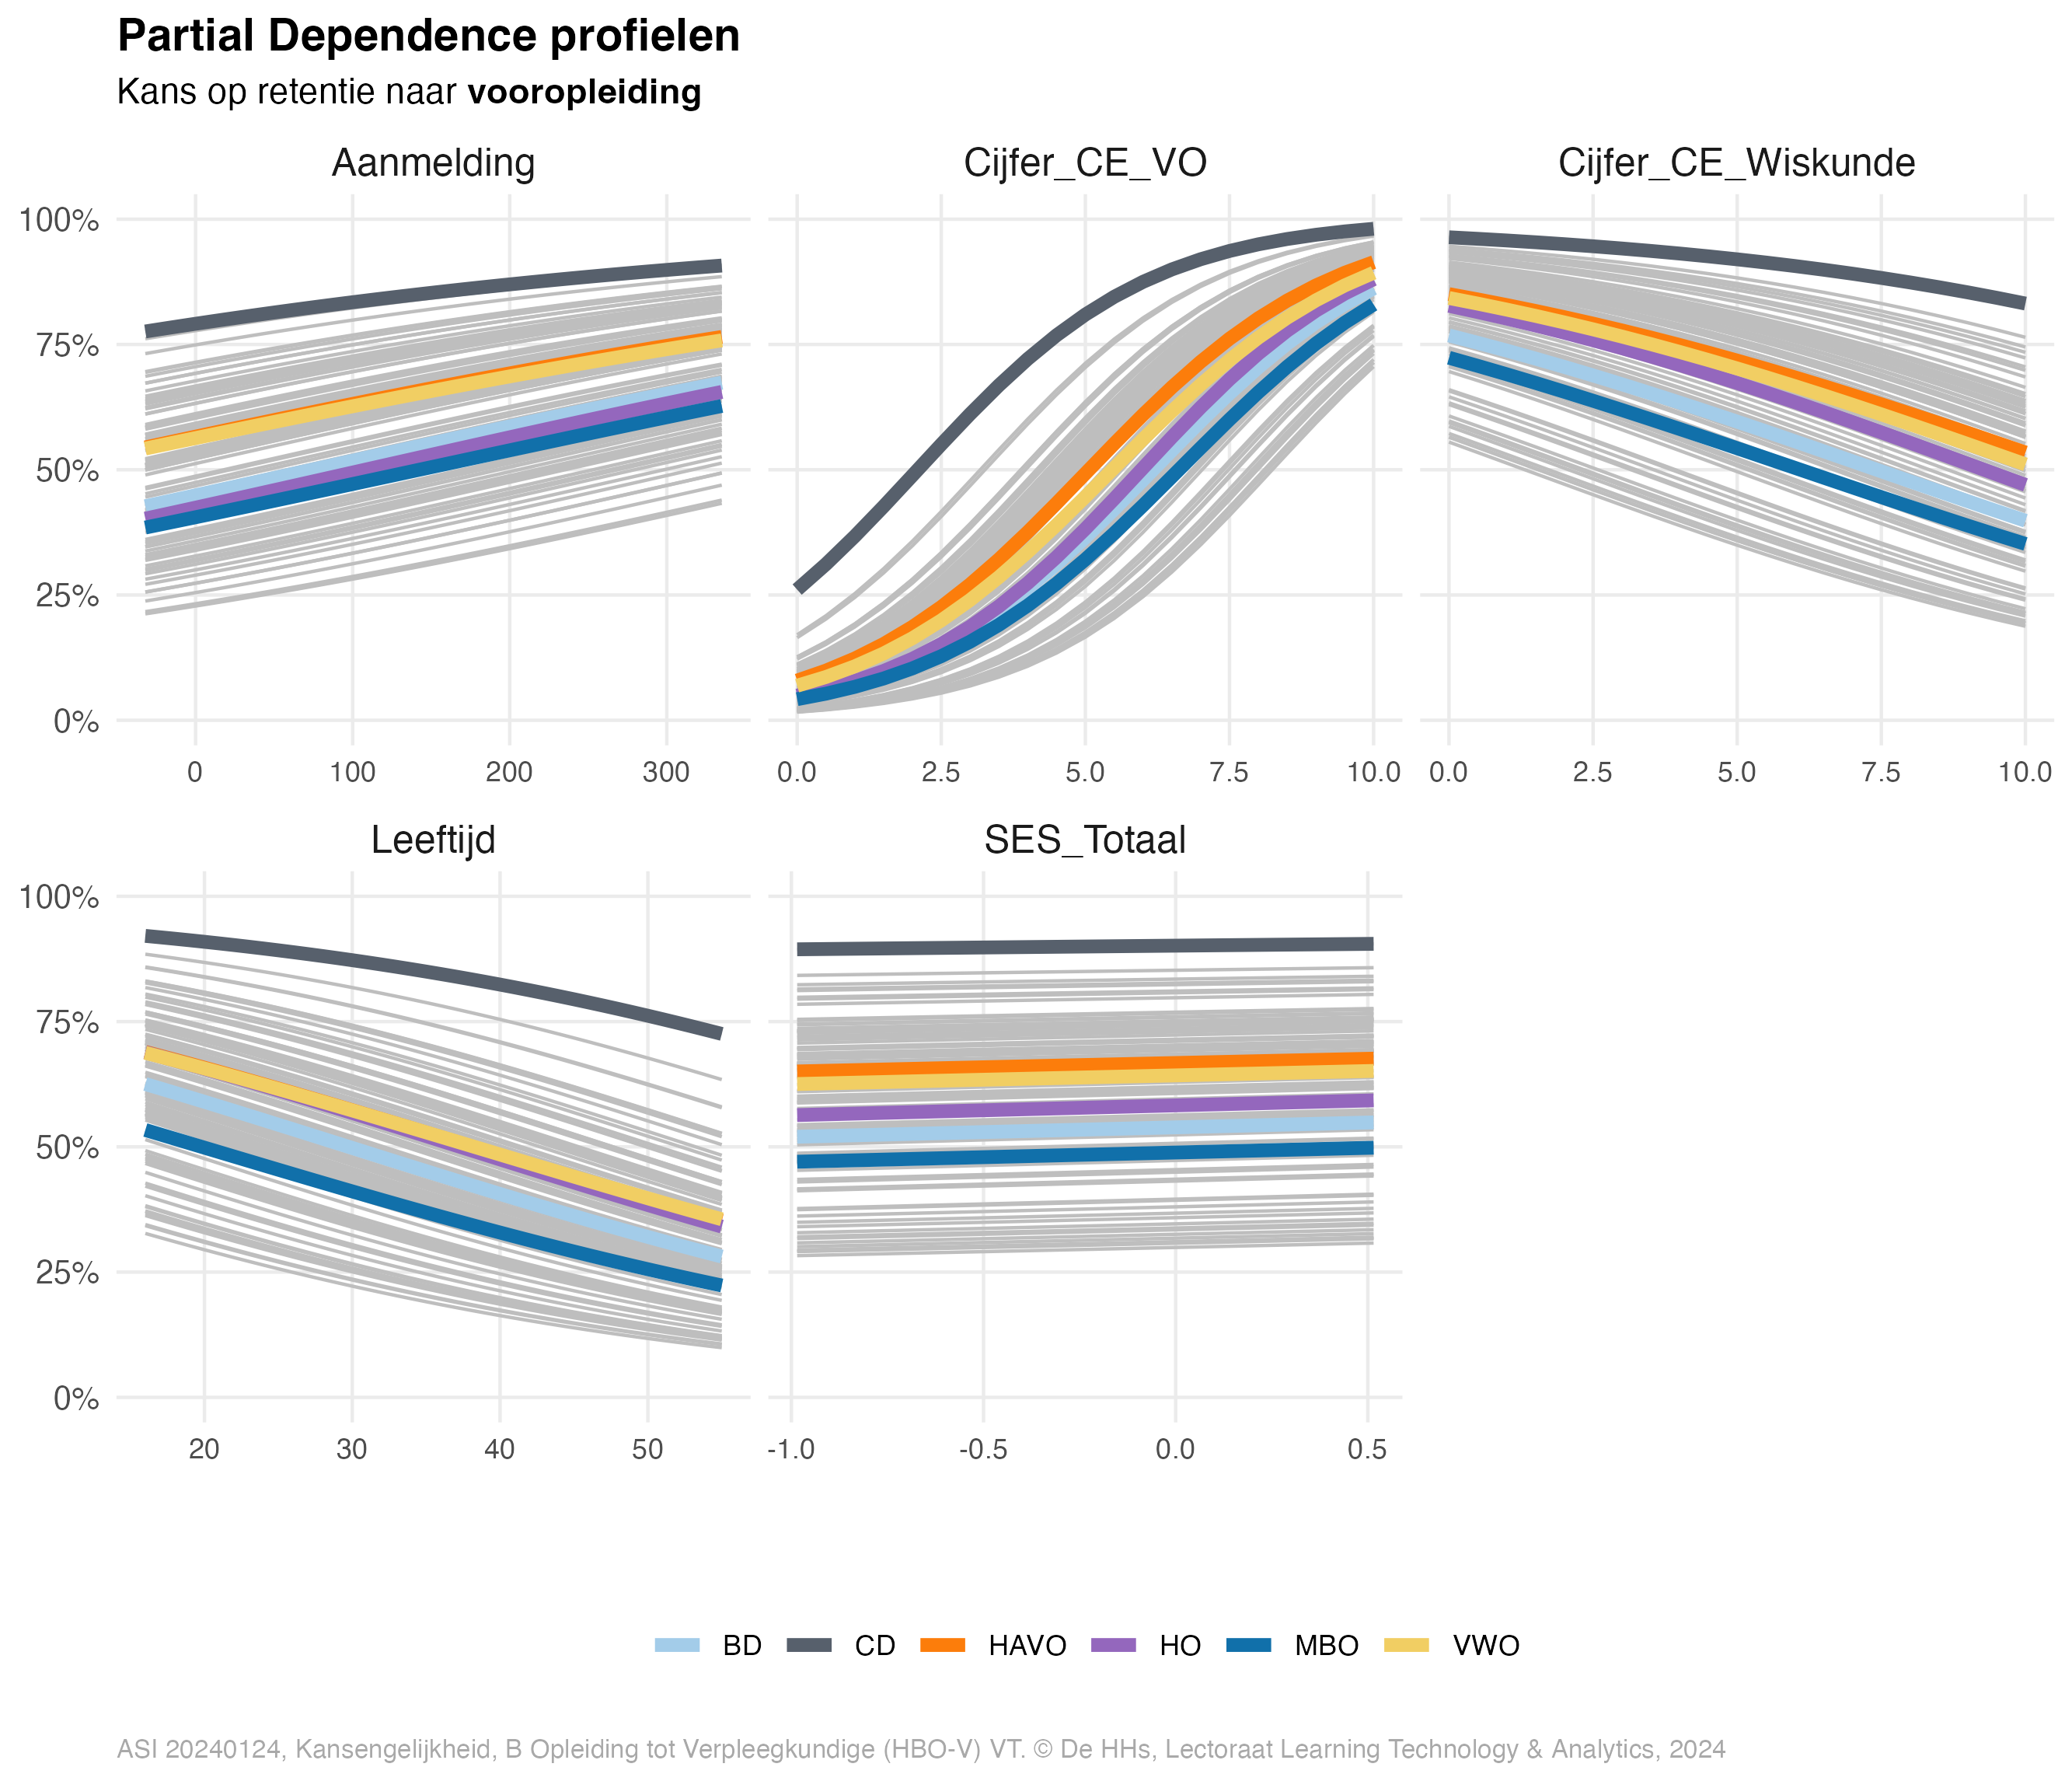 Partial Dependence profielen
Kans op retentie naar vooropleiding
Aanmelding Cijfer_CE_VO Cijfer_CE_Wiskunde
100%
75%
50%
25%
0%
0 100 200 300 0.0 2.5 5.0 7.5 10.0 0.0 2.5 5.0 7.5 10.0
Leeftijd SES_Totaal
100%
75%
50%
25%
0%
20 30 40 50 -1.0 -0.5 0.0 0.5
BD CD HAVO HO MBO VWO
ASI 20240124, Kansengelijkheid, B Opleiding tot Verpleegkundige (HBO-V) VT. © De HHs, Lectoraat Learning Technology & Analytics, 2024